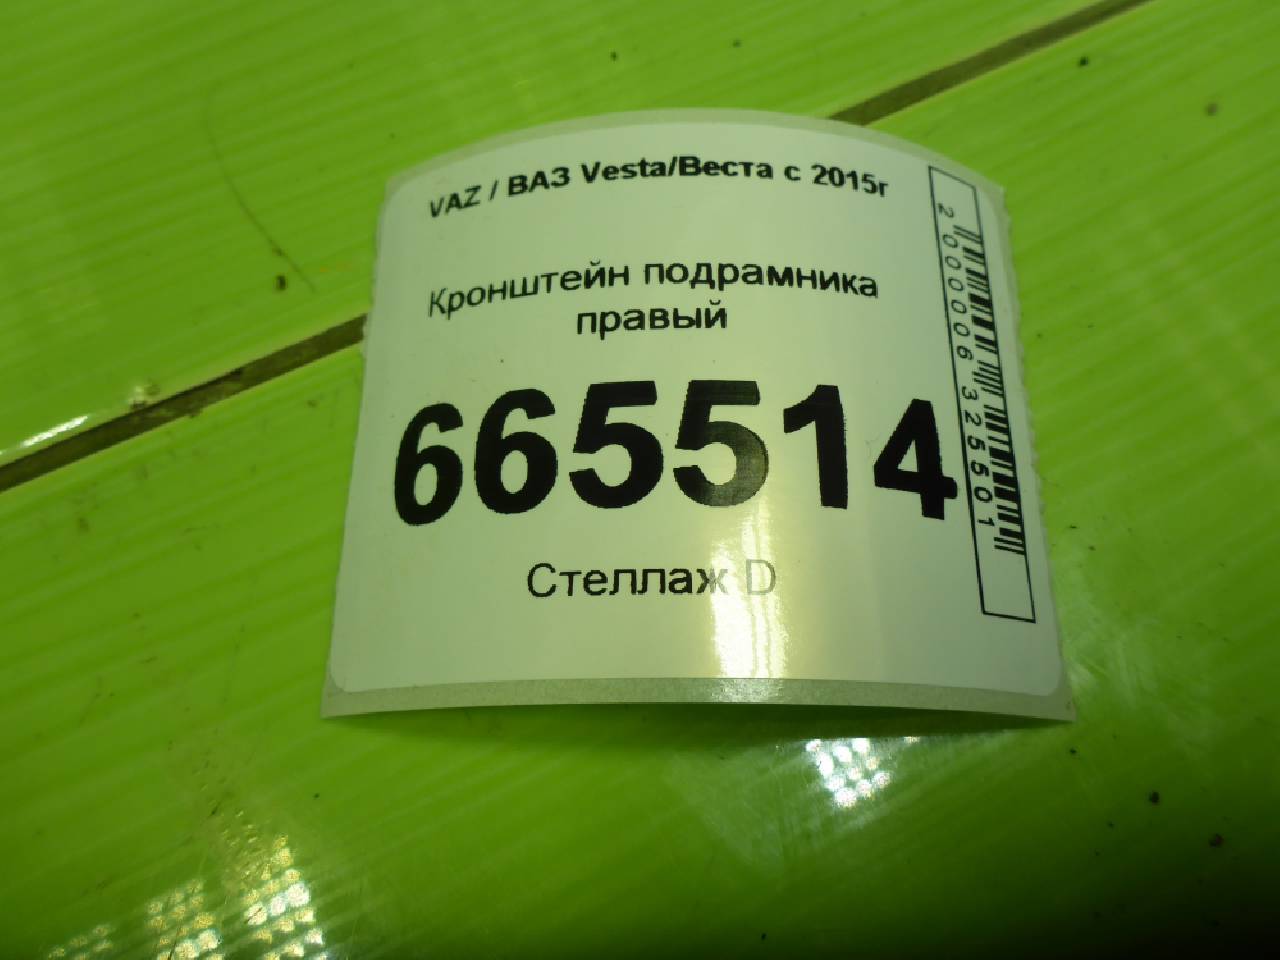 VAZ / ВАЗ Vesta/Веста с 2015г
Кронштейн подрамника
правый
665514
Стеллаж D
2000006325501